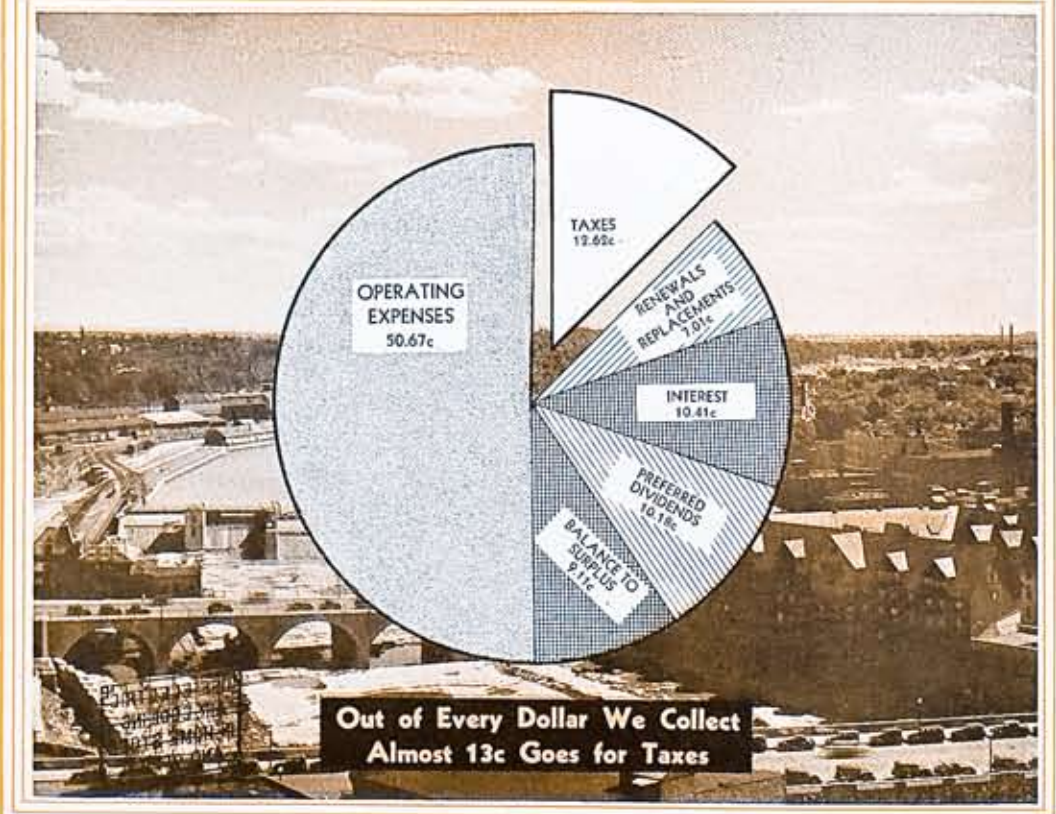 TAXES
12.62c
RENEWALS
AND
REPLACEMENTS
7.01c
OPERATING
EXPENSES
50.67c
INTEREST
10.41c
PREFERRED
DIVIDENDS
10.18c
BALANCE TO
SURPLUS
9.11c
Out of Every Dollar We Collect
Almost 13c Goes for Taxes